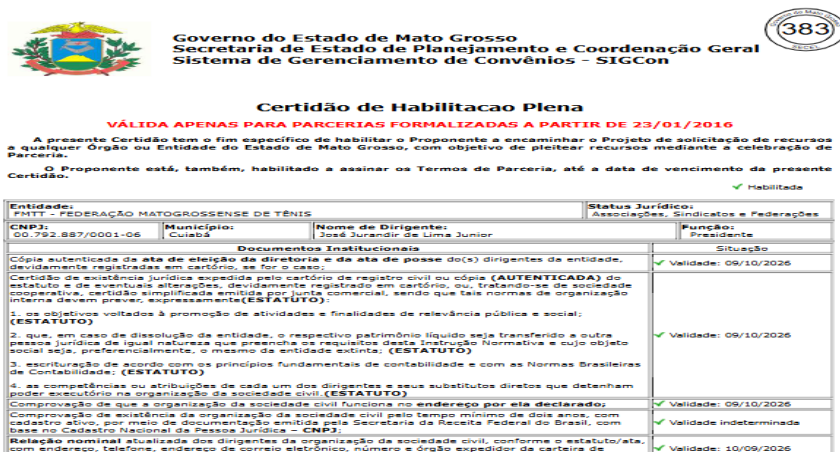 Governo do Estado de Mato Grosso
Secretaria de Estado de Planejamento e Coordenação Geral
Sistema de Gerenciamento de Convênios - SIGCon
Governo do Mato Grosso
383
SECEL
Certidão de Habilitacao Plena
VÁLIDA APENAS PARA PARCERIAS FORMALIZADAS A PARTIR DE 23/01/2016
A presente Certidão tem o fim específico de habilitar o Proponente a encaminhar o Projeto de solicitação de recursos
a qualquer Órgão ou Entidade do Estado de Mato Grosso, com objetivo de pleitear recursos mediante a celebração de
Parceria.
O Proponente está, também, habilitado a assinar os Termos de Parceria, até a data de vencimento da presente
Certidão.
Habilitada
Entidade:
FMTT - FEDERAÇÃO MATOGROSSENSE DE TÊNIS
Status Jurídico:
Associações, Sindicatos e Federações
CNPJ:
00.792.887/0001-06
Município:
Cuiabá
Nome de Dirigente:
José Jurandir de Lima Junior
Função:
Presidente
Documentos Institucionais
Situação
Cópia autenticada da ata de eleição da diretoria e da ata de posse do(s) dirigentes da entidade,
devidamente registradas em cartório, se for o caso;
Validade: 09/10/2026
Certidão de existência jurídica expedida pelo cartório de registro civil ou cópia (AUTENTICADA) do
estatuto e de eventuais alterações, devidamente registrado em cartório, ou, tratando-se de sociedade
cooperativa, certidão simplificada emitida por junta comercial, sendo que tais normas de organização
interna devem prever, expressamente(ESTATUTO):
1. os objetivos voltados à promoção de atividades e finalidades de relevância pública e social;
(ESTATUTO)
2. que, em caso de dissolução da entidade, o respectivo patrimônio líquido seja transferido a outra
pessoa jurídica de igual natureza que preencha os requisitos desta Instrução Normativa e cujo objeto
social seja, preferencialmente, o mesmo da entidade extinta; (ESTATUTO)
3. escrituração de acordo com os princípios fundamentais de contabilidade e com as Normas Brasileiras
de Contabilidade; (ESTATUTO)
4. as competências ou atribuições de cada um dos dirigentes e seus substitutos diretos que detenham
poder executório na organização da sociedade civil.(ESTATUTO)
Validade: 09/10/2026
Comprovação de que a organização da sociedade civil funciona no endereço por ela declarado;
Validade: 09/10/2026
Comprovação de existência da organização da sociedade civil pelo tempo mínimo de dois anos, com
cadastro ativo, por meio de documentação emitida pela Secretaria da Receita Federal do Brasil, com
base no Cadastro Nacional da Pessoa Jurídica – CNPJ;
Validade indeterminada
Relação nominal atualizada dos dirigentes da organização da sociedade civil, conforme o estatuto/ata,
com endereço, telefone, endereço de correio eletrônico, número e órgão expedidor da carteira de
Validade: 10/09/2026